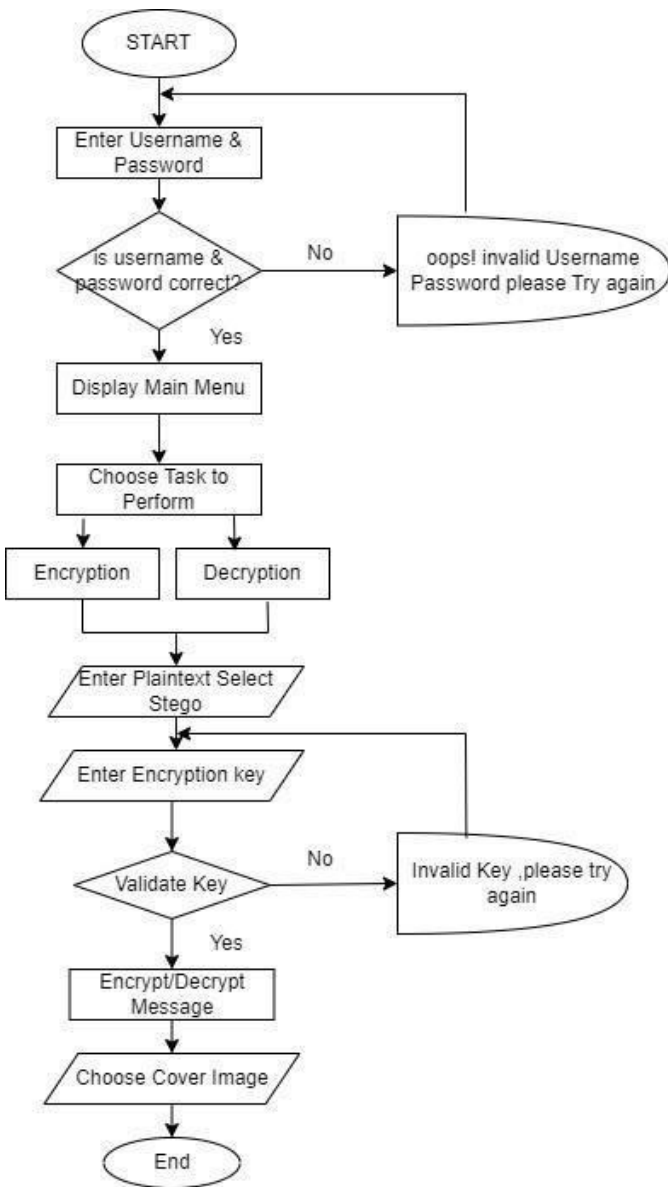 START
Enter Username &
Password
is username &
password correct?
No
oops! invalid Username
Password please Try again
Yes
Display Main Menu
Choose Task to
Perform
Encryption
Decryption
Enter Plaintext Select
Stego
Enter Encryption key
Validate Key
No
Invalid Key ,please try
again
Yes
Encrypt/Decrypt
Message
Choose Cover Image
End